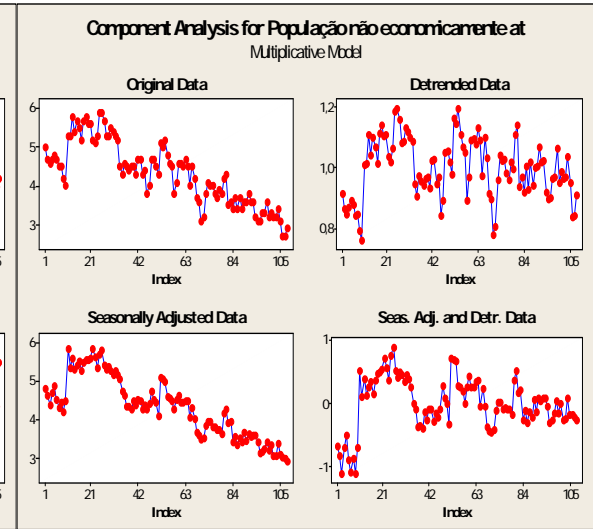 Component Analysis for População não economicamente at
Multiplicative Model
Original Data
6
5
4
3
1 21 42 63 84 105
Index
Detrended Data
1,2
1,0
0,8
1 21 42 63 84 105
Index
Seasonally Adjusted Data
6
5
4
3
1 21 42 63 84 105
Index
Seas. Adj. and Detr. Data
1
0
-1
1 21 42 63 84 105
Index